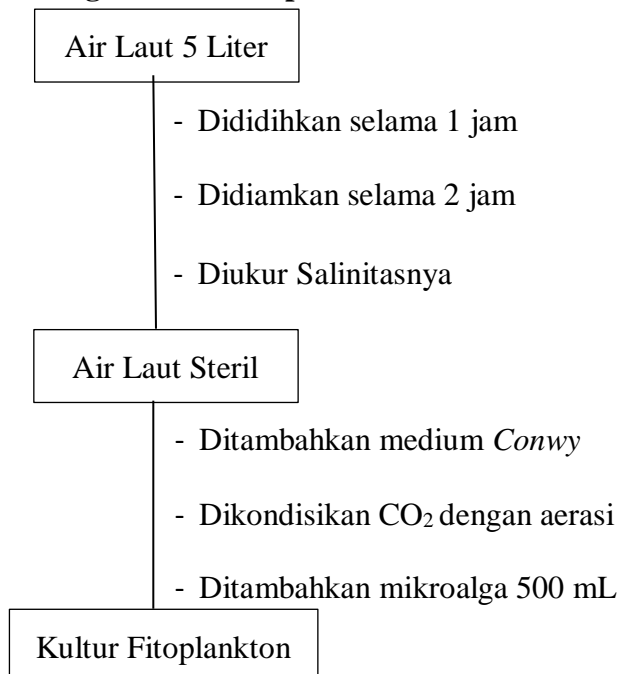 Air Laut 5 Liter
- Dididihkan selama 1 jam
- Didiamkan selama 2 jam
- Diukur Salinitasnya
Air Laut Steril
- Ditambahkan medium Conwy
- Dikondisikan CO₂ dengan aerasi
- Ditambahkan mikroalga 500 mL
Kultur Fitoplankton